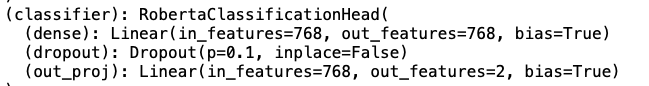 (classifier): RobertaClassificationHead(
(dense): Linear(in_features=768, out_features=768, bias=True)
(dropout): Dropout(p=0.1, inplace=False)
(out_proj): Linear(in_features=768, out_features=2, bias=True)
)